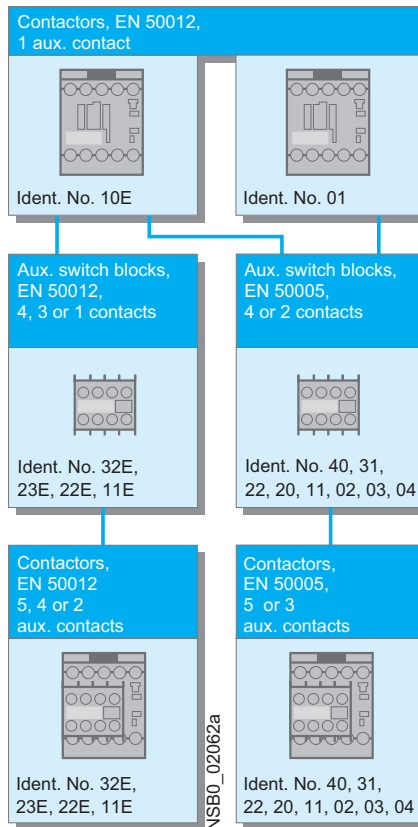 Contactors, EN 50012,
1 aux. contact
Ident. No. 10E
Ident. No. 01
Aux. switch blocks,
EN 50012,
4, 3 or 1 contacts
Aux. switch blocks,
EN 50005,
4 or 2 contacts
Ident. No. 32E,
23E, 22E, 11E
Ident. No. 40, 31,
22, 20, 11, 02, 03, 04
Contactors,
EN 50012
5, 4 or 2
aux. contacts
Contactors,
EN 50005,
5 or 3
aux. contacts
Ident. No. 32E,
23E, 22E, 11E
NSB0_02062a
Ident. No. 40, 31,
22, 20, 11, 02, 03, 04